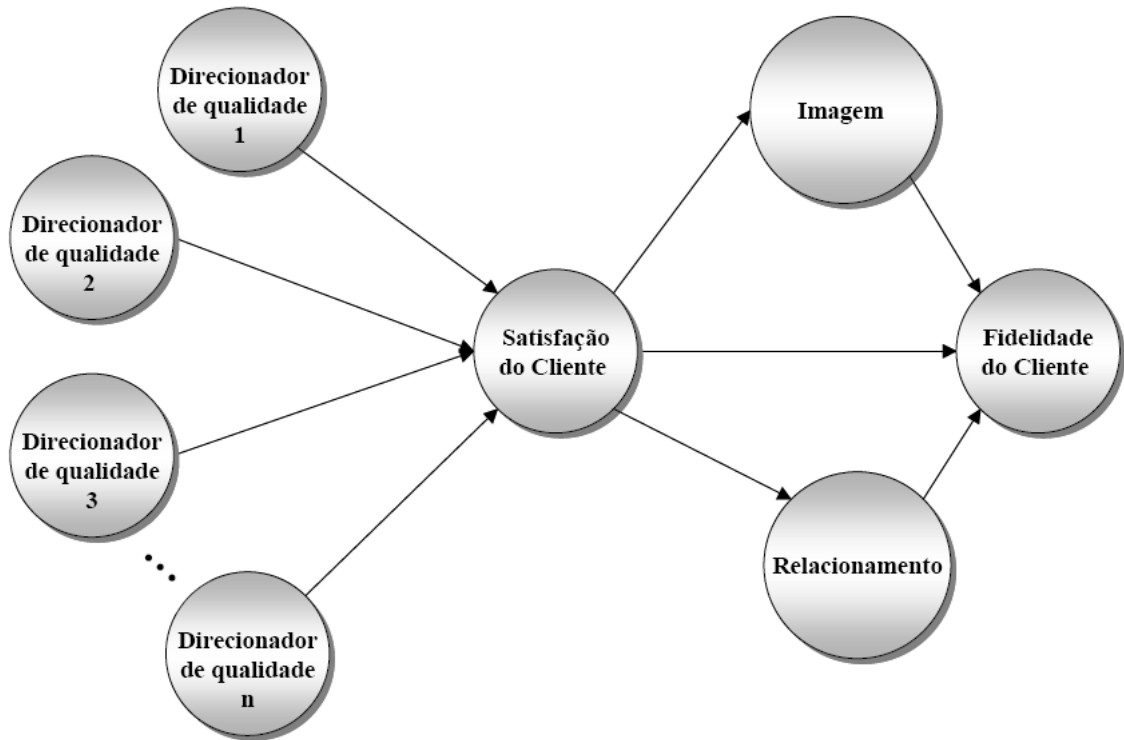 Direcionador
de qualidade
1
Direcionador
de qualidade
2
Direcionador
de qualidade
3
Direcionador
de qualidade
n
Satisfação
do Cliente
Imagem
Relacionamento
Fidelidade
do Cliente